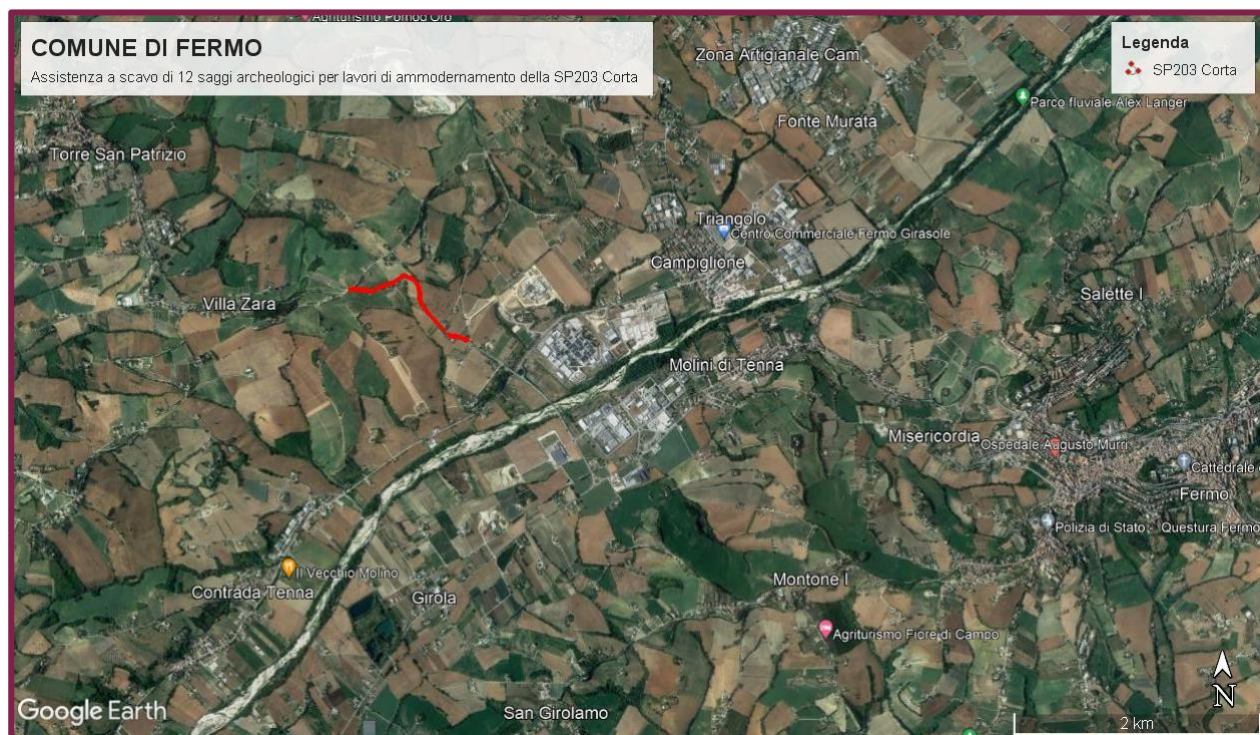 Agriturismo Pomod'Oro
COMUNE DI FERMO
Assistenza a scavo di 12 saggi archeologici per lavori di ammodernamento della SP203 Corta
Legenda
SP203 Corta
Zona Artigianale Cam
Parco fluviale Alex Langer
Fonte Murata
Torre San Patrizio
Triangolo
Centro Commerciale Fermo Girasole
Campiglione
Salette I
Villa Zara
Molini di Tenna
Misericordia
Ospedale Augusto Murri
Cattedrale
Fermo
Polizia di Stato - Questura Fermo
Il Vecchio Molino
Contrada Tenna
Girola
Montone I
Agriturismo Fiore di Campo
N
Google Earth
San Girolamo
2 km